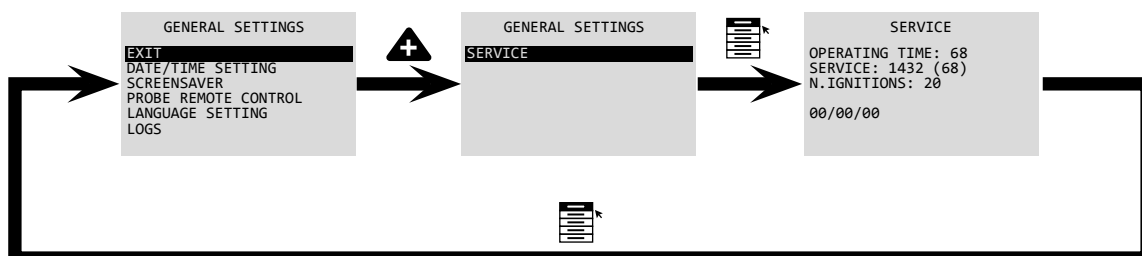 GENERAL SETTINGS
EXIT
DATE/TIME SETTING
SCREENSAVER
PROBE REMOTE CONTROL
LANGUAGE SETTING
LOGS
GENERAL SETTINGS
SERVICE
SERVICE
OPERATING TIME: 68
SERVICE: 1432 (68)
N.IGNITIONS: 20
00/00/00